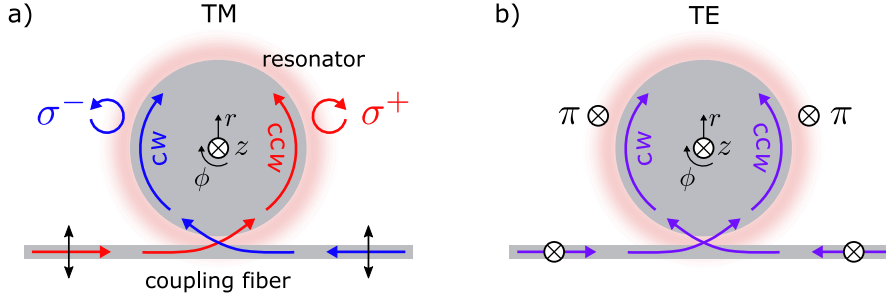 a)
TM
resonator
σ⁻
cw
r
z
ϕ
ccw
σ⁺
coupling fiber
b)
TE
π
cw
r
z
ϕ
ccw
π